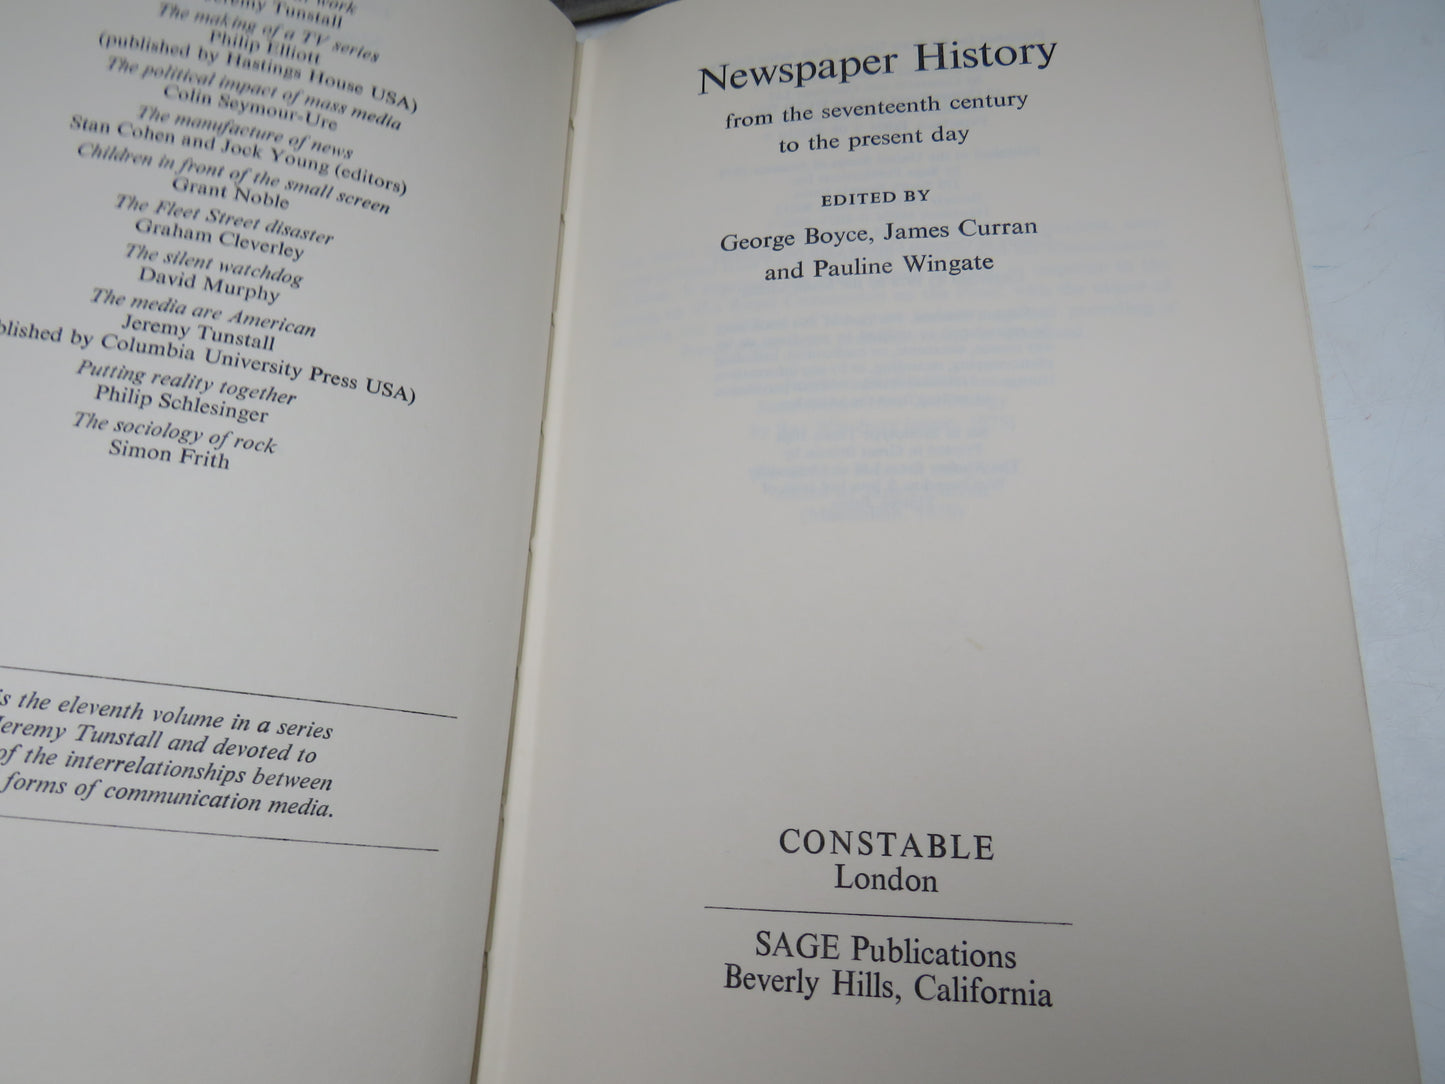 work
Jeremy Tunstall
The making of a TV series
Philip Elliott
(published by Hastings House USA)
The political impact of mass media
Colin Seymour-Ure
The manufacture of news
Stan Cohen and Jock Young (editors)
Children in front of the small screen
Grant Noble
The Fleet Street disaster
Graham Cleverley
The silent watchdog
David Murphy
The media are American
Jeremy Tunstall
blished by Columbia University Press USA)
Putting reality together
Philip Schlesinger
The sociology of rock
Simon Frith
s the eleventh volume in a series
Jeremy Tunstall and devoted to
of the interrelationships between
forms of communication media.
Newspaper History
from the seventeenth century
to the present day
EDITED BY
George Boyce, James Curran
and Pauline Wingate
CONSTABLE
London
SAGE Publications
Beverly Hills, California